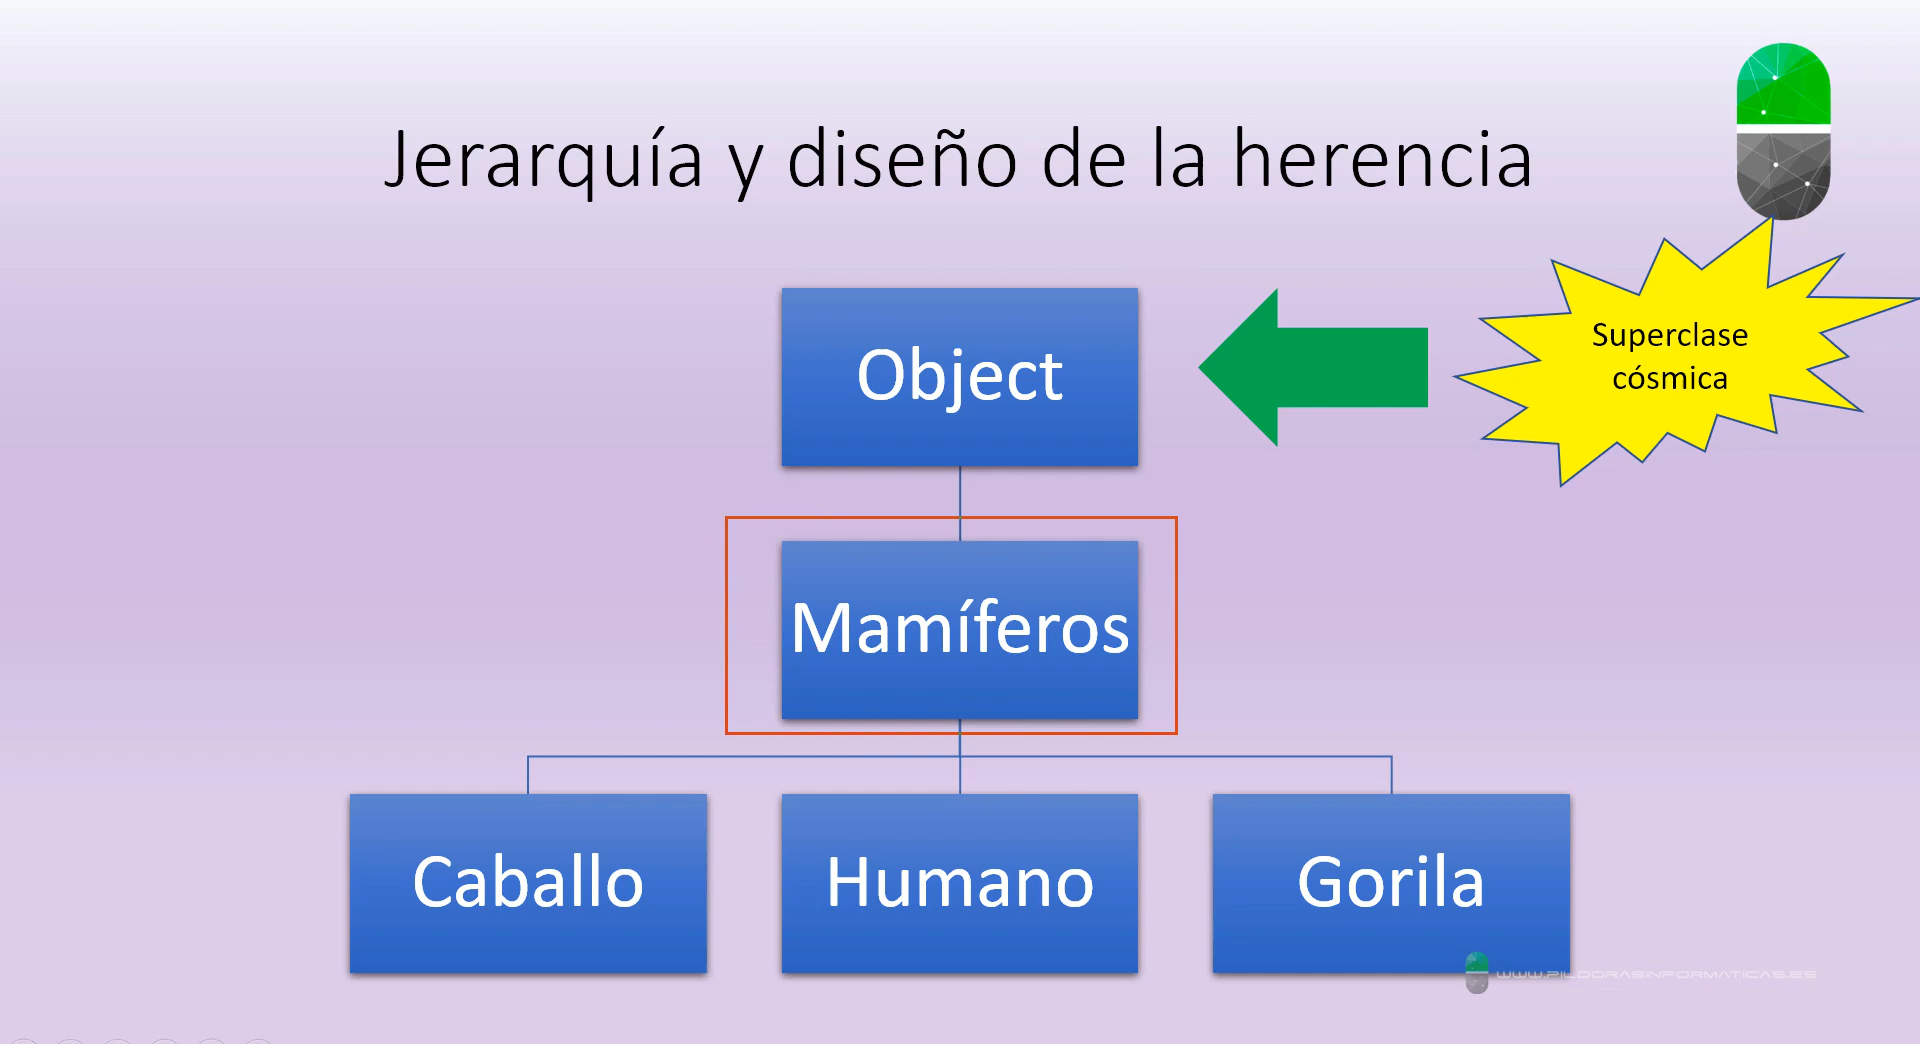 Jerarquía y diseño de la herencia
Object
Superclase
cósmica
Mamíferos
Caballo
Humano
Gorila
WWW.PILDORASINFORMATICAS.ES